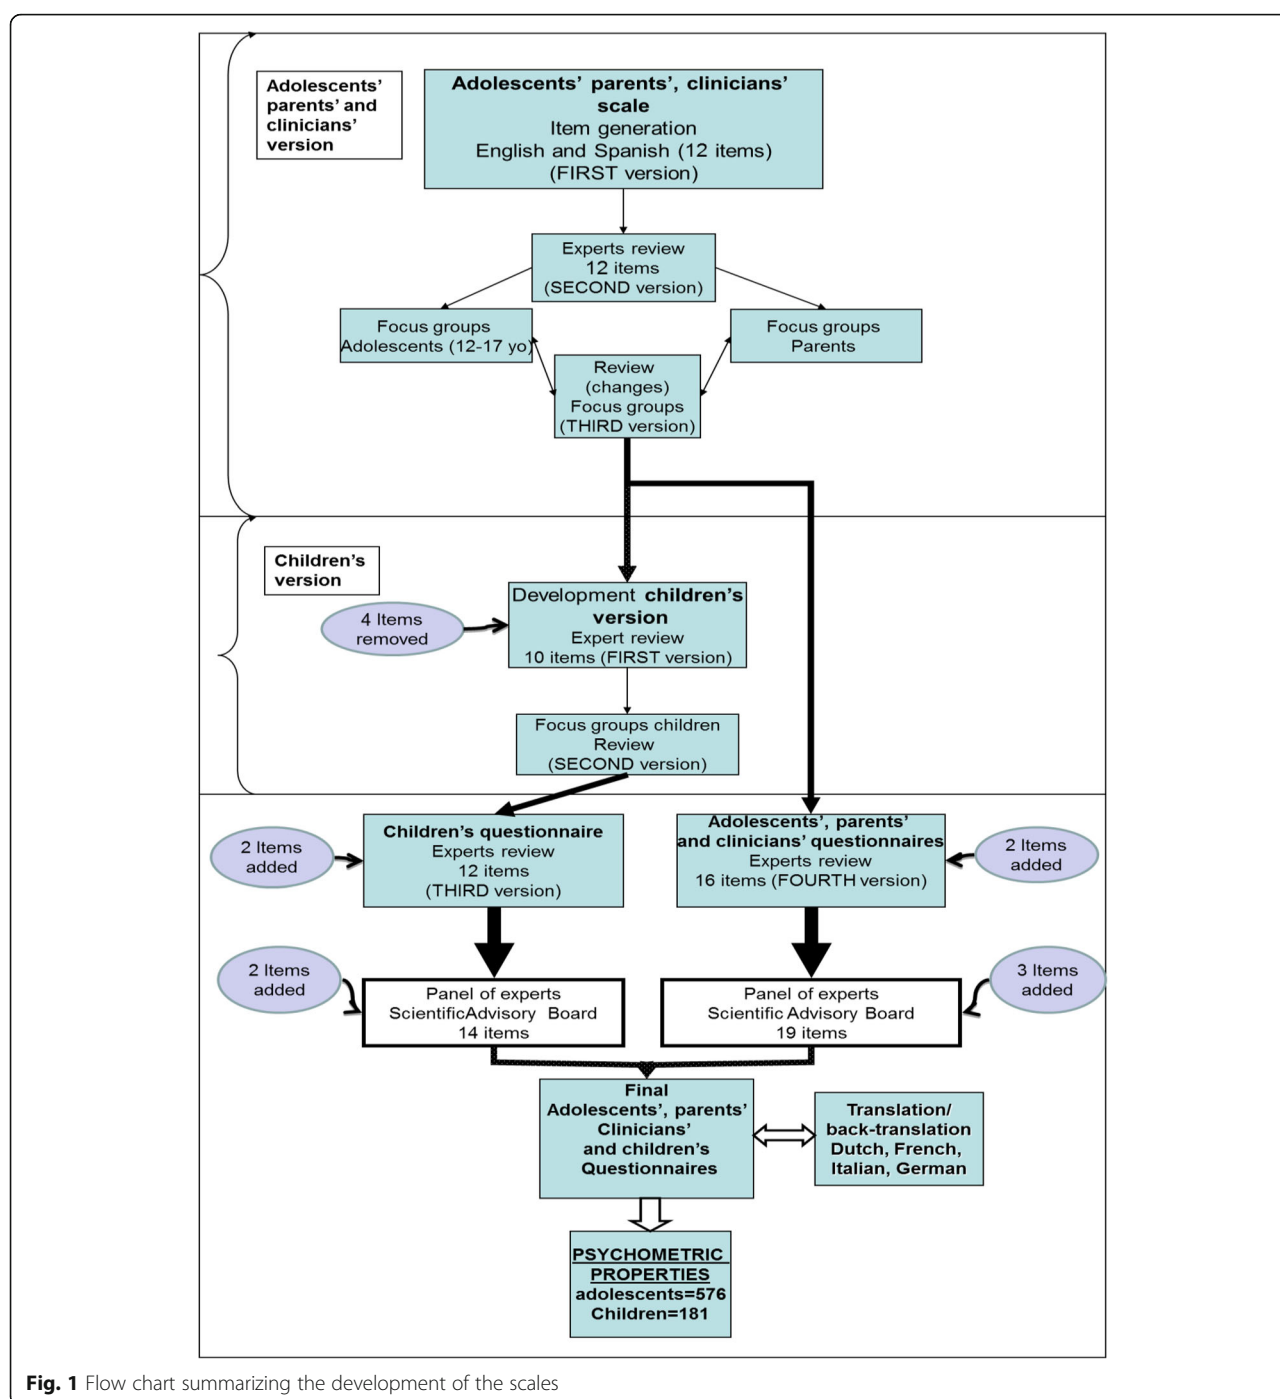 Adolescents’
parents’ and
clinicians’
version
Adolescents’ parents’, clinicians’
scale
Item generation
English and Spanish (12 items)
(FIRST version)
Experts review
12 items
(SECOND version)
Focus groups
Adolescents (12-17 yo)
Focus groups
Parents
Review
(changes)
Focus groups
(THIRD version)
Children’s
version
4 Items
removed
Development children’s
version
Expert review
10 items (FIRST version)
Focus groups children
Review
(SECOND version)
2 Items
added
Children’s questionnaire
Experts review
12 items
(THIRD version)
Adolescents’, parents’
and clinicians’ questionnaires
Experts review
16 items (FOURTH version)
2 Items
added
2 Items
added
Panel of experts
ScientificAdvisory Board
14 items
Panel of experts
Scientific Advisory Board
19 items
3 Items
added
Final
Adolescents’, parents’
Clinicians’
and children’s
Questionnaires
Translation/
back-translation
Dutch, French,
Italian, German
PSYCHOMETRIC
PROPERTIES
adolescents=576
Children=181
Fig. 1 Flow chart summarizing the development of the scales